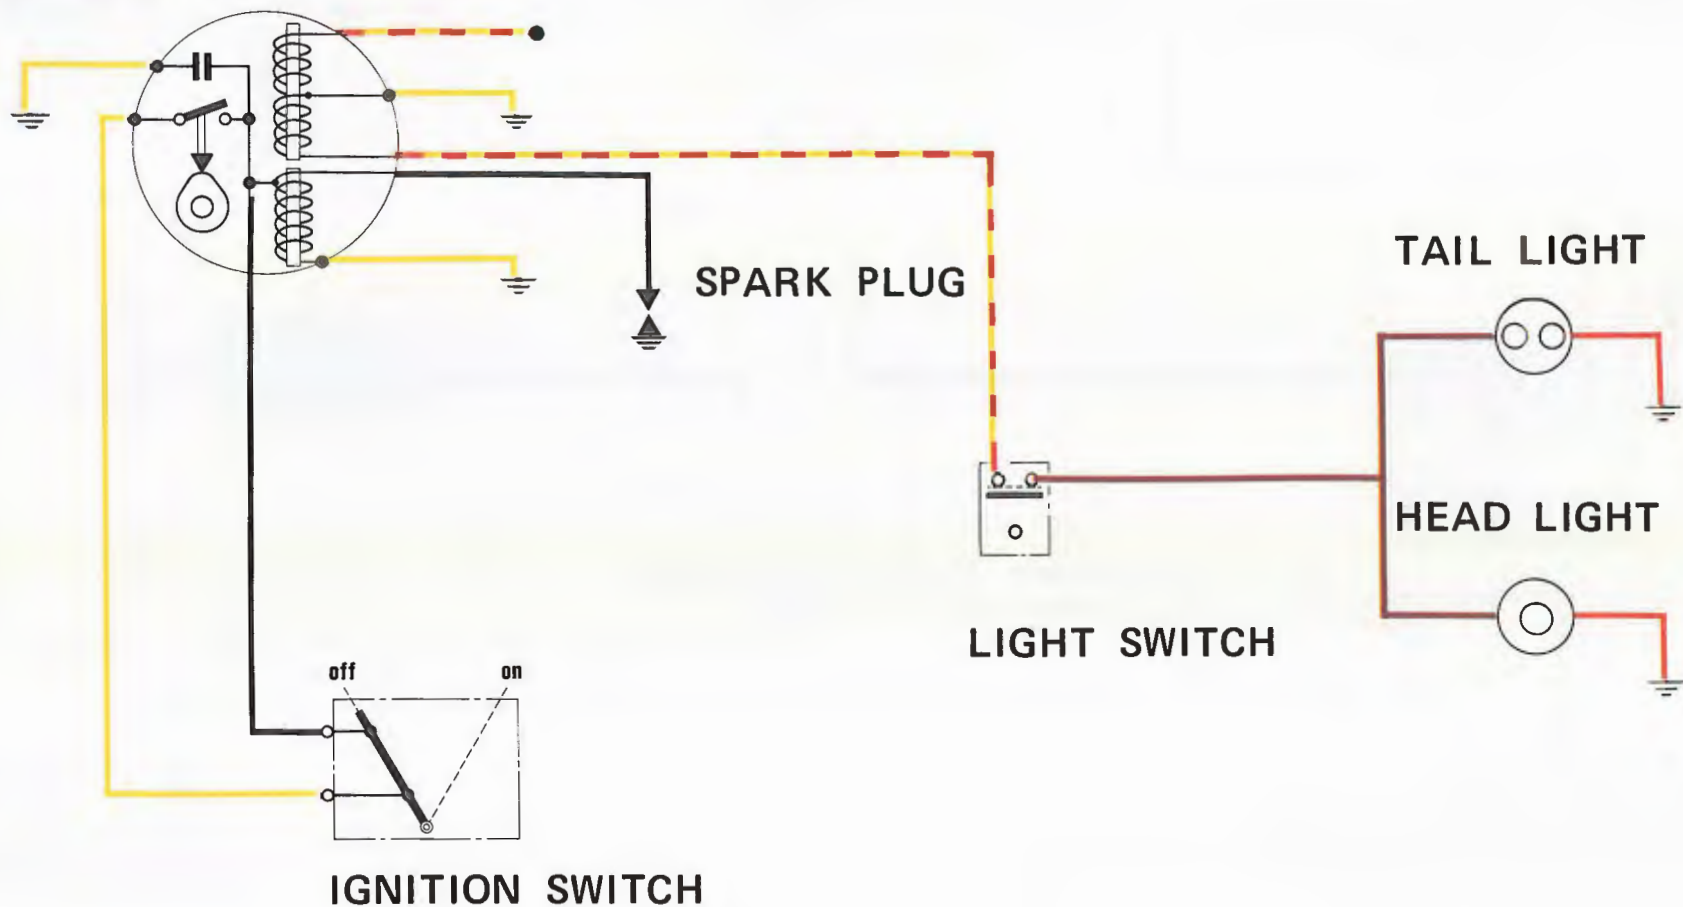 SPARK PLUG
TAIL LIGHT
HEAD LIGHT
LIGHT SWITCH
off on
IGNITION SWITCH